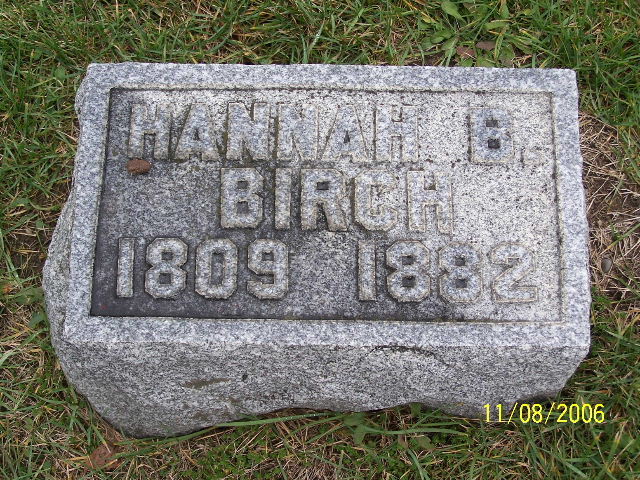 HANNAH B.
BIRCH
1809 1882
11/08/2006